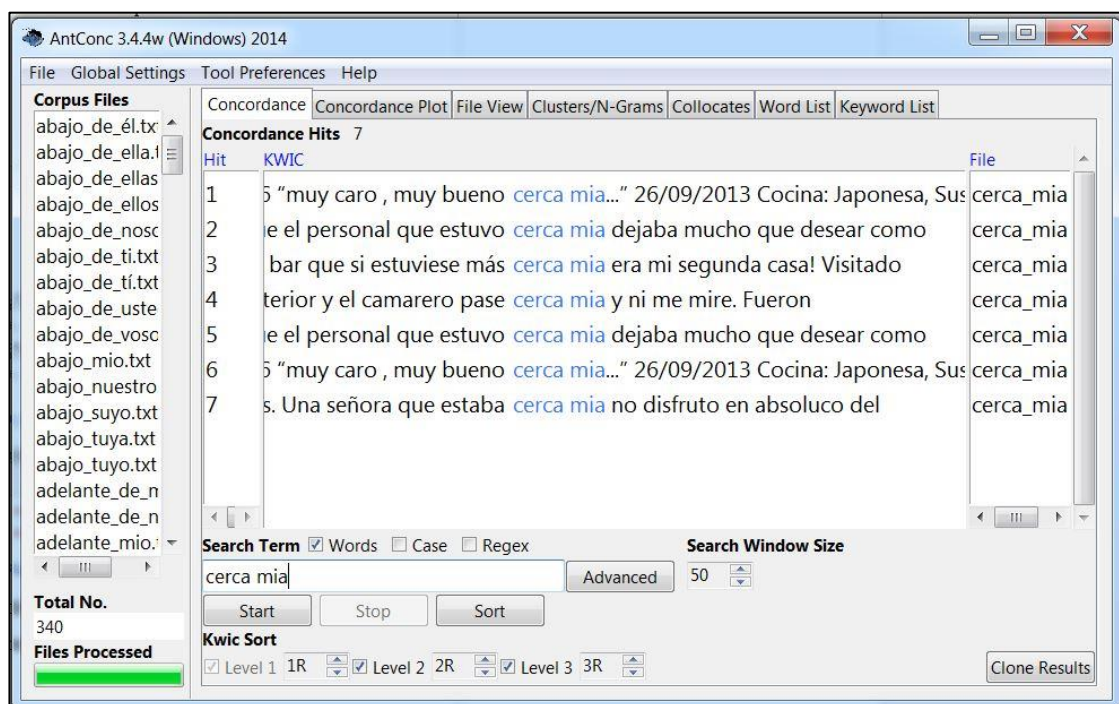 AntConc 3.4.4w (Windows) 2014
File Global Settings Tool Preferences Help
Corpus Files
abajo_de_él.tx
abajo_de_ella.t
abajo_de_ellas
abajo_de_ellos
abajo_de_nosc
abajo_de_ti.txt
abajo_de_tí.txt
abajo_de_uste
abajo_de_vosc
abajo_mio.txt
abajo_nuestro
abajo_suyo.txt
abajo_tuya.txt
abajo_tuyo.txt
adelante_de_m
adelante_de_n
adelante_mio.
Total No.
340
Files Processed
Concordance Concordance Plot File View Clusters/N-Grams Collocates Word List Keyword List
Concordance Hits 7
Hit KWIC File
1 6 “muy caro , muy bueno cerca mia...” 26/09/2013 Cocina: Japonesa, Sus cerca_mia
2 ue el personal que estuvo cerca mia dejaba mucho que desear como cerca_mia
3 bar que si estuviese más cerca mia era mi segunda casa! Visitado cerca_mia
4 terior y el camarero pase cerca mia y ni me mire. Fueron cerca_mia
5 ue el personal que estuvo cerca mia dejaba mucho que desear como cerca_mia
6 6 “muy caro , muy bueno cerca mia...” 26/09/2013 Cocina: Japonesa, Sus cerca_mia
7 s. Una señora que estaba cerca mia no disfruto en absoluco del cerca_mia
Search Term Words Case Regex Search Window Size
cerca mia Advanced 50
Start Stop Sort
Kwic Sort
Level 1 1R Level 2 2R Level 3 3R Clone Results